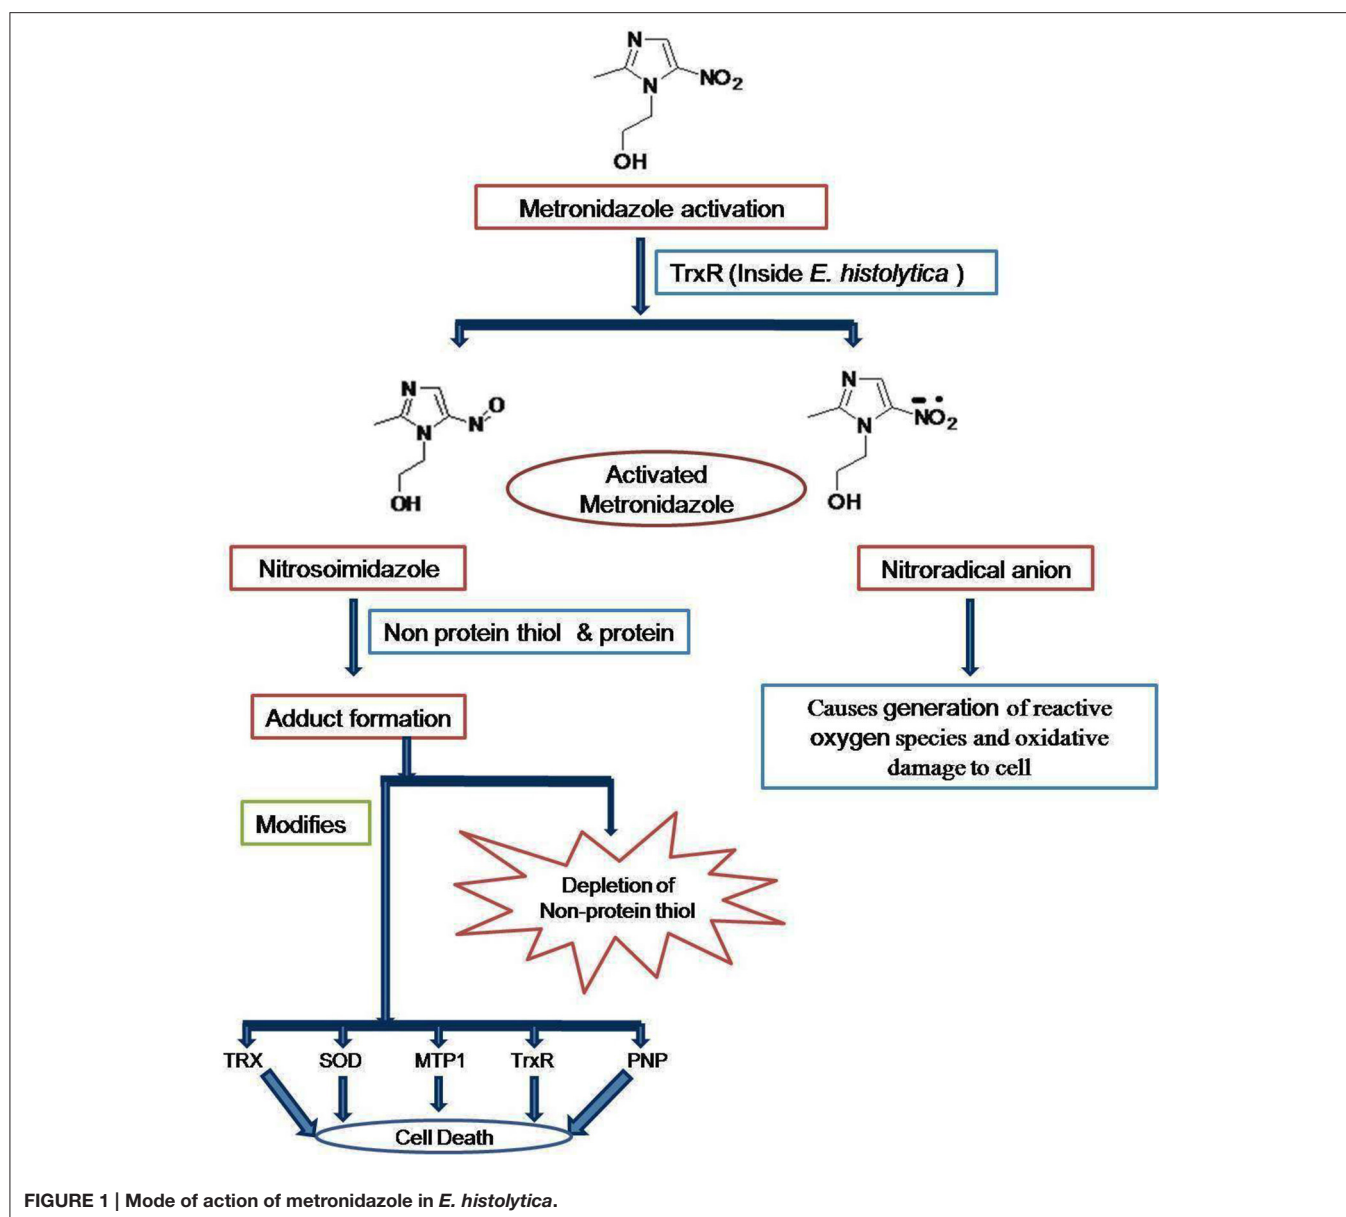 N
N
NO2
OH
Metronidazole activation
TrxR (Inside E. histolytica )
N
N
N
O
OH
N
N
NO2
OH
Activated
Metronidazole
Nitrosoimidazole
Nitroradical anion
Non protein thiol & protein
Adduct formation
Causes generation of reactive
oxygen species and oxidative
damage to cell
Modifies
Depletion of
Non-protein thiol
TRX SOD MTP1 TrxR PNP
Cell Death
FIGURE 1 | Mode of action of metronidazole in E. histolytica.